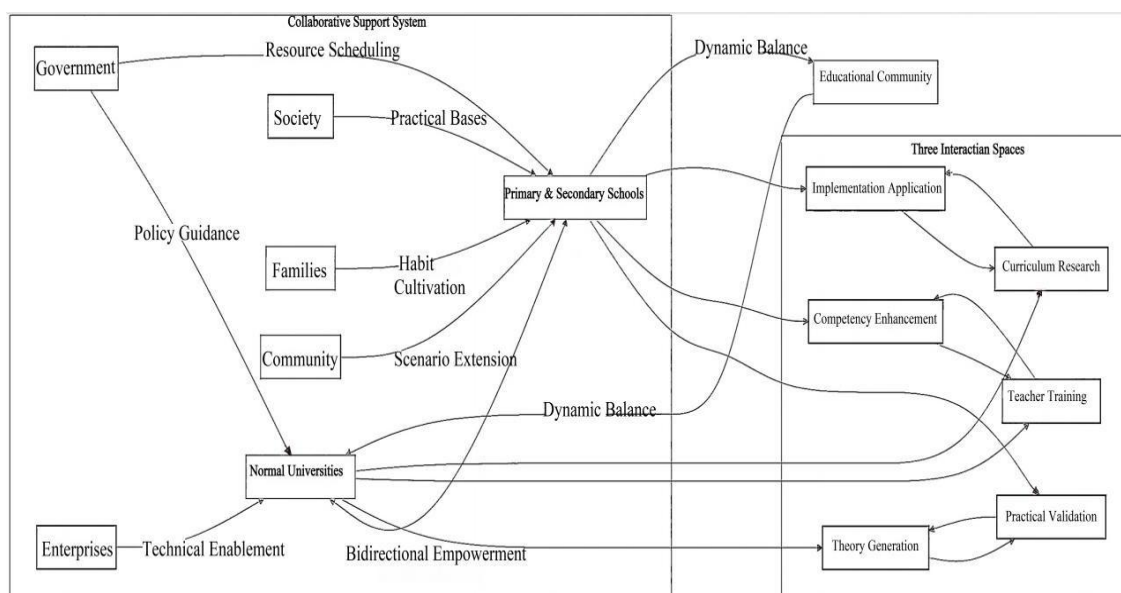 Collaborative Support System
Government
Resource Scheduling
Dynamic Balance
Educational Community
Society
Practical Bases
Three Interactian Spaces
Primary & Secondary Schools
Implementation Application
Policy Guidance
Families
Habit
Cultivation
Curriculum Research
Competency Enhancement
Community
Scenario Extension
Teacher Training
Dynamic Balance
Normal Universities
Practical Validation
Enterprises
Technical Enablement
Bidirectional Empowerment
Theory Generation